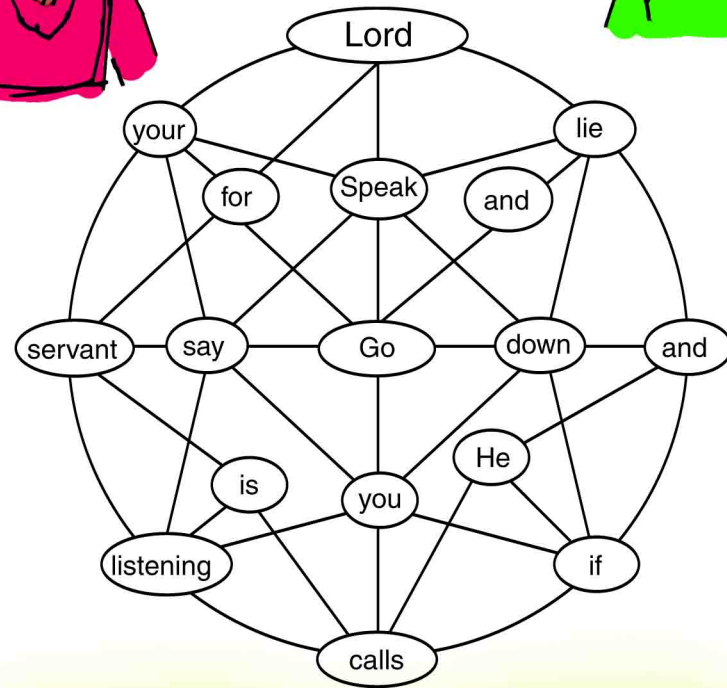 Lord
your
lie
for
Speak
and
servant
say
Go
down
and
is
He
you
listening
if
calls